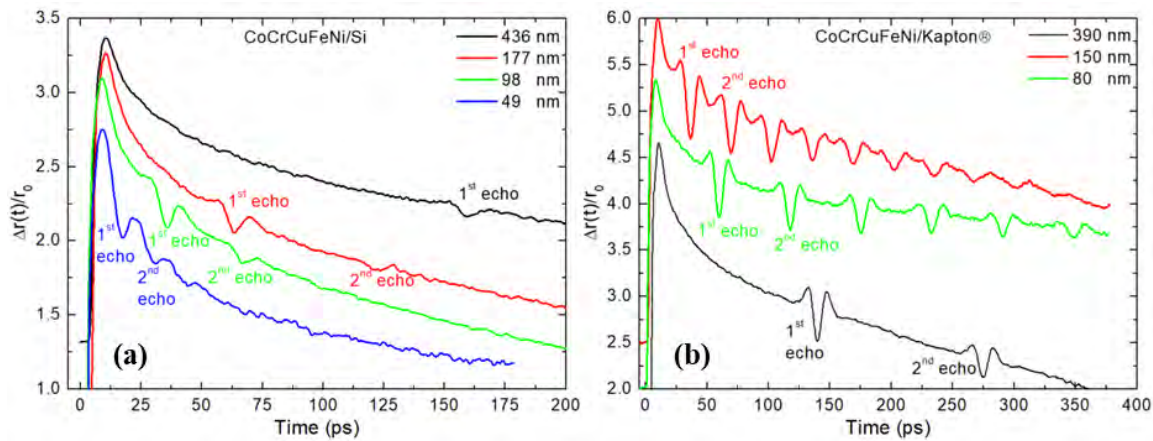 CoCrCuFeNi/Si
436 nm
177 nm
98 nm
49 nm
3.5
3.0
2.5
2.0
1.5
1.0
Δr(t)/r0
1st echo
1st echo
1st
echo
1st echo
2nd
echo
2nd echo
2nd echo
(a)
0 25 50 75 100 125 150 175 200
Time (ps)
CoCrCuFeNi/Kapton®
390 nm
150 nm
80 nm
6.0
5.5
5.0
4.5
4.0
3.5
3.0
2.5
2.0
Δr(t)/r0
1st echo
2nd echo
1st echo
2nd echo
1st
echo
2nd echo
(b)
0 50 100 150 200 250 300 350 400
Time (ps)